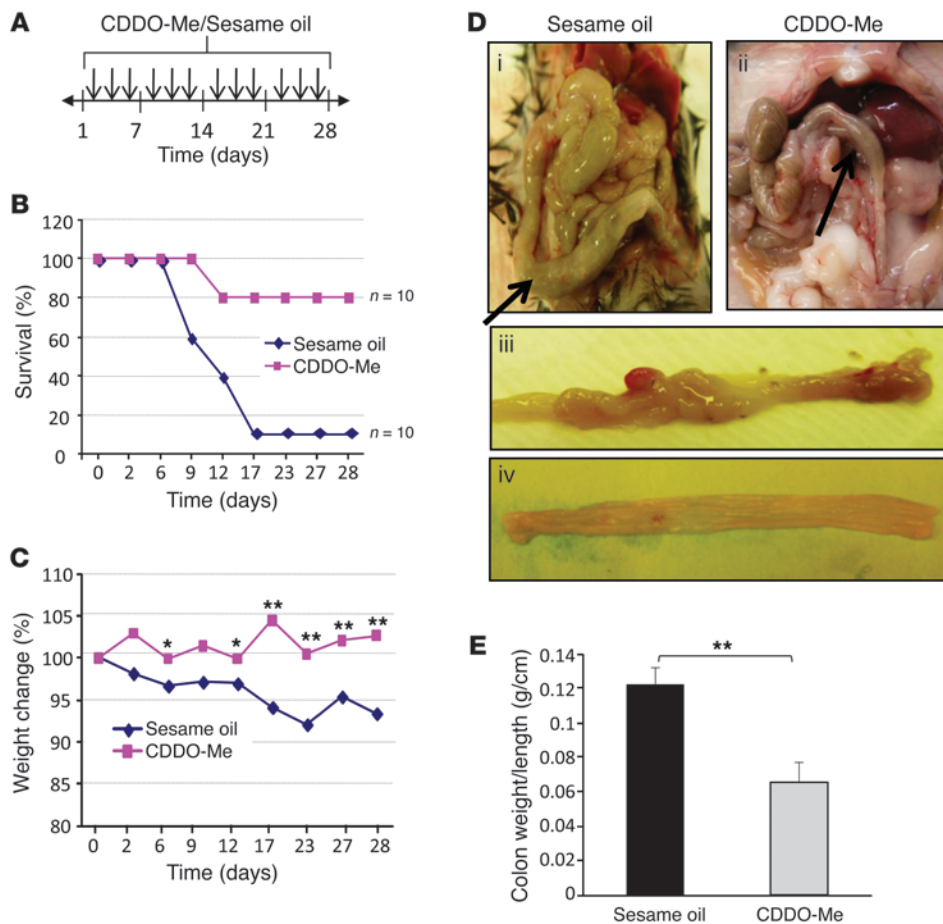 A
CDDO-Me/Sesame oil
1 7 14 21 28
Time (days)
B
120
100
80
60
40
20
0
Survival (%)
n = 10
Sesame oil
CDDO-Me
n = 10
0 2 6 9 12 17 23 27 28
Time (days)
C
110
105
100
95
90
85
80
Weight change (%)
* * ** ** ** **
Sesame oil
CDDO-Me
0 2 6 9 12 17 23 27 28
Time (days)
D
Sesame oil CDDO-Me
i ii
iii
iv
E
**
0.14
0.12
0.1
0.08
0.06
0.04
0.02
0
Colon weight/length (g/cm)
Sesame oil CDDO-Me